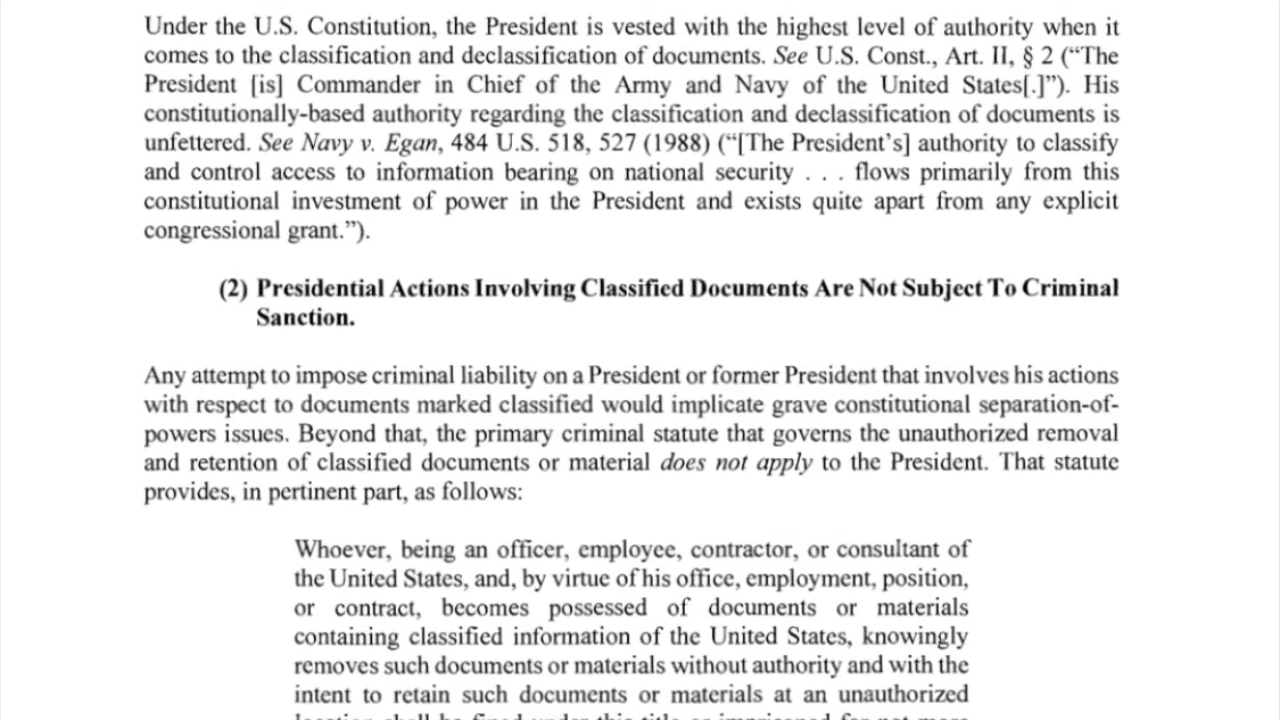 Under the U.S. Constitution, the President is vested with the highest level of authority when it
comes to the classification and declassification of documents. See U.S. Const., Art. II, § 2 (“The
President [is] Commander in Chief of the Army and Navy of the United States[.]”). His
constitutionally-based authority regarding the classification and declassification of documents is
unfettered. See Navy v. Egan, 484 U.S. 518, 527 (1988) (“[The President’s] authority to classify
and control access to information bearing on national security . . . flows primarily from this
constitutional investment of power in the President and exists quite apart from any explicit
congressional grant.”).
(2) Presidential Actions Involving Classified Documents Are Not Subject To Criminal
Sanction.
Any attempt to impose criminal liability on a President or former President that involves his actions
with respect to documents marked classified would implicate grave constitutional separation-of-
powers issues. Beyond that, the primary criminal statute that governs the unauthorized removal
and retention of classified documents or material does not apply to the President. That statute
provides, in pertinent part, as follows:
Whoever, being an officer, employee, contractor, or consultant of
the United States, and, by virtue of his office, employment, position,
or contract, becomes possessed of documents or materials
containing classified information of the United States, knowingly
removes such documents or materials without authority and with the
intent to retain such documents or materials at an unauthorized